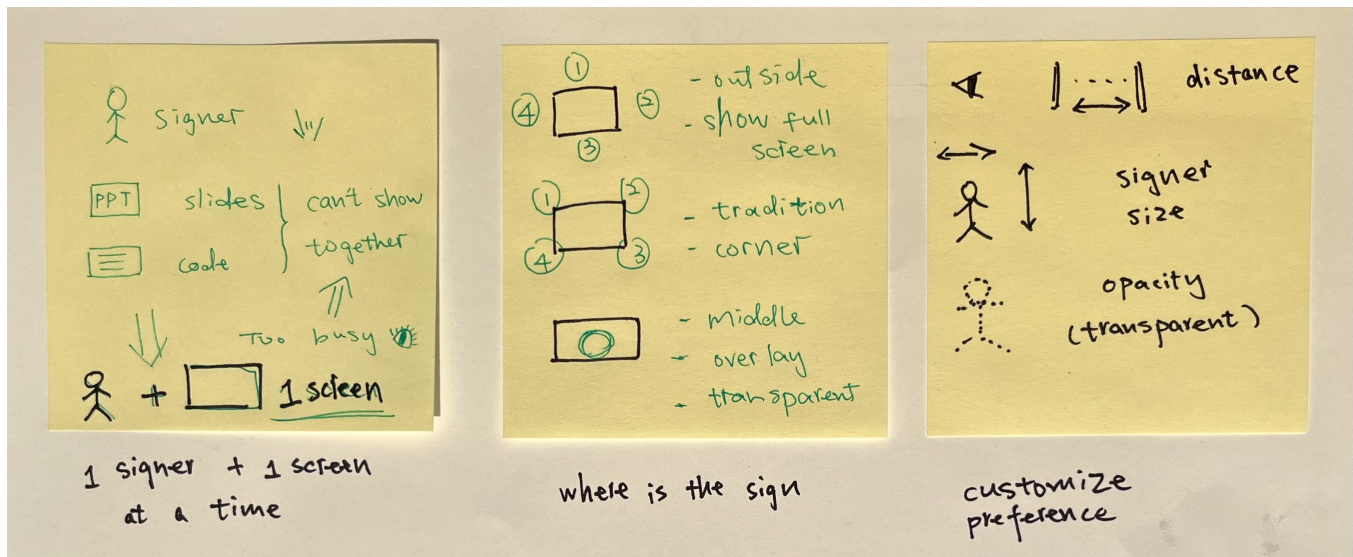 signer
PPT slides
can't show
together
code
Too busy
+ 1 screen
1 signer + 1 screen
at a time
① - outside
④ ② - show full
③ screen
① ② - tradition
④ ③ - corner
- middle
- overlay
- transparent
where is the sign
distance
signer
size
opacity
(transparent)
customize
preference